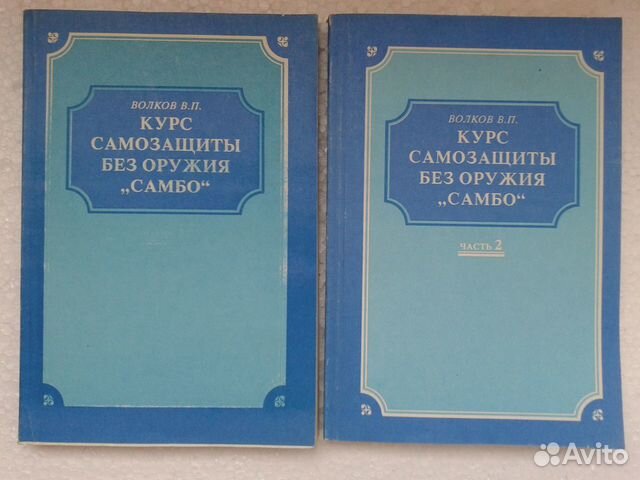 ВОЛКОВ В.П.
КУРС
САМОЗАЩИТЫ
БЕЗ ОРУЖИЯ
„САМБО“
ВОЛКОВ В.П.
КУРС
САМОЗАЩИТЫ
БЕЗ ОРУЖИЯ
„САМБО“
ЧАСТЬ 2
Avito